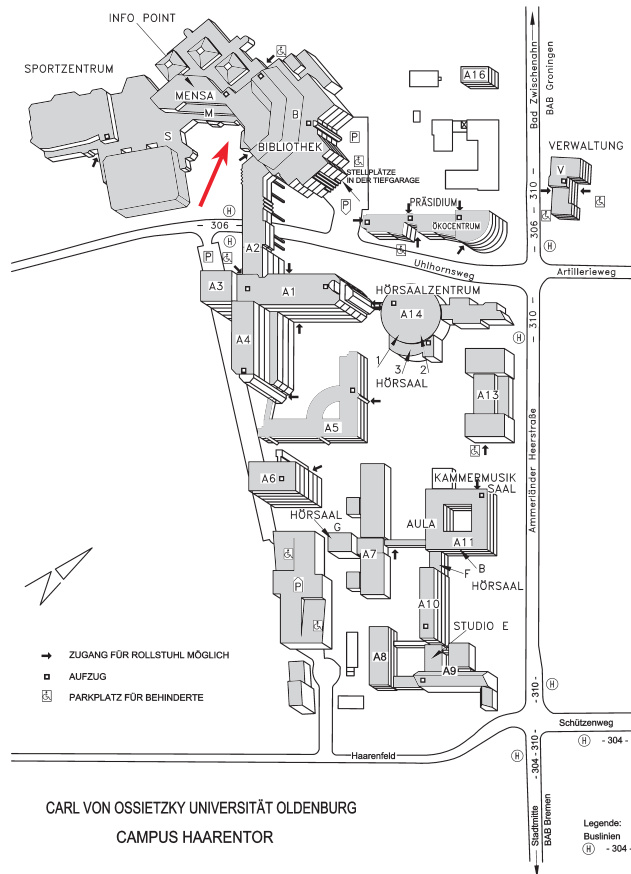 INFO POINT
SPORTZENTRUM
MENSA
M
S
B
BIBLIOTHEK
P
STELLPLÄTZE
IN DER TIEFGARAGE
P
A16
Bad Zwischenahn
BAB Groningen
VERWALTUNG
V
- 310 -
306
PRÄSIDIUM
ÖKOCENTRUM
H
- 306 -
H
H
A2
P
Uhlhornsweg
Artillerieweg
A3
A1
HÖRSAALZENTRUM
A14
- 310 -
H
A4
1
3
2
HÖRSAAL
A13
A5
Ammerländer Heerstraße
A6
KAMMERMUSIK
SAAL
HÖRSAAL
G
AULA
A7
A11
B
F
HÖRSAAL
P
A10
STUDIO E
A8
A9
ZUGANG FÜR ROLLSTUHL MÖGLICH
AUFZUG
PARKPLATZ FÜR BEHINDERTE
- 310 -
H
Schützenweg
H - 304 -
Haarenfeld
H
- 304 - 310 -
Stadtmitte
BAB Bremen
CARL VON OSSIETZKY UNIVERSITÄT OLDENBURG
CAMPUS HAARENTOR
Legende:
Buslinien
H - 304 -